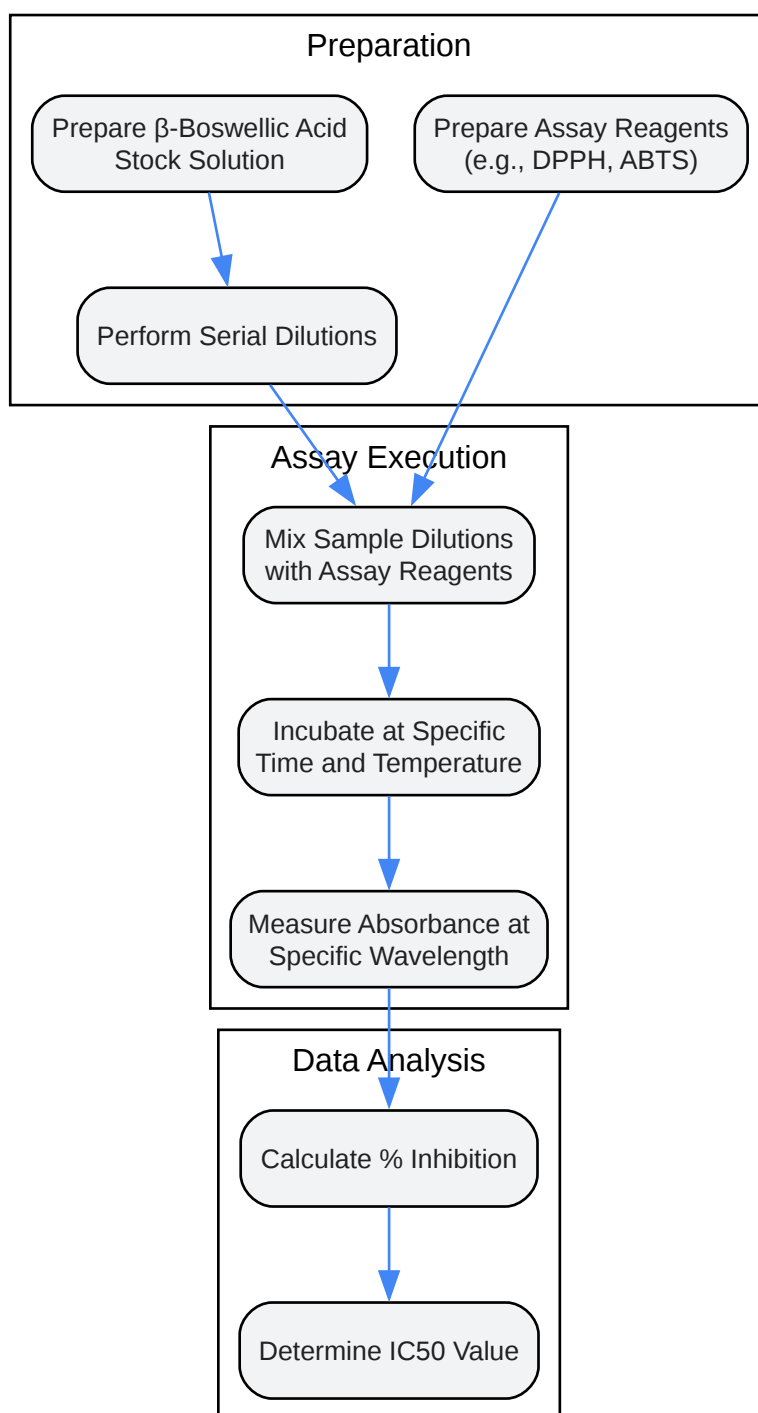 Preparation
Prepare β-Boswellic Acid
Stock Solution
Prepare Assay Reagents
(e.g., DPPH, ABTS)
Perform Serial Dilutions
Assay Execution
Mix Sample Dilutions
with Assay Reagents
Incubate at Specific
Time and Temperature
Measure Absorbance at
Specific Wavelength
Data Analysis
Calculate % Inhibition
Determine IC50 Value